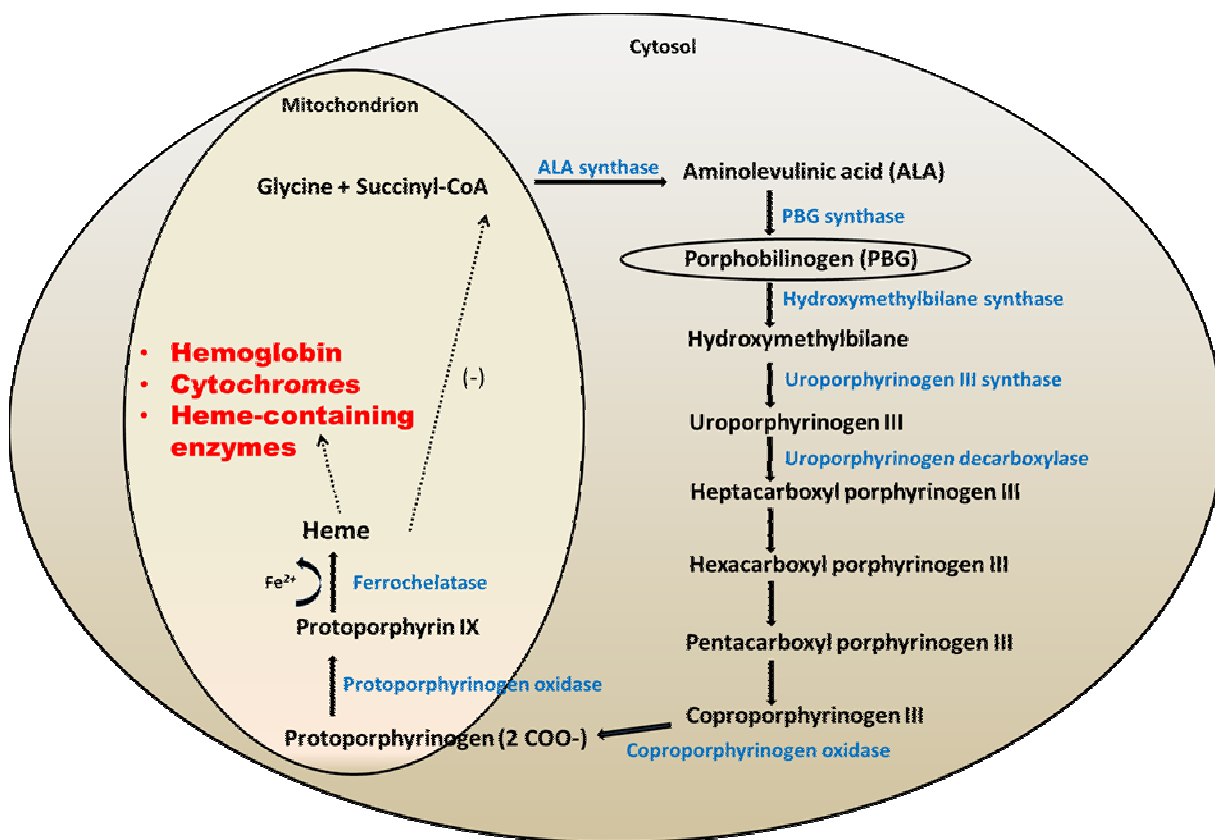 Cytosol
Mitochondrion
Glycine + Succinyl-CoA
ALA synthase
Aminolevulinic acid (ALA)
PBG synthase
Porphobilinogen (PBG)
Hydroxymethylbilane synthase
Hydroxymethylbilane
Uroporphyrinogen III synthase
Uroporphyrinogen III
Uroporphyrinogen decarboxylase
Heptacarboxyl porphyrinogen III
Hexacarboxyl porphyrinogen III
Pentacarboxyl porphyrinogen III
Coproporphyrinogen III
Coproporphyrinogen oxidase
Protoporphyrinogen (2 COO-)
Protoporphyrinogen oxidase
Protoporphyrin IX
Fe²⁺
Ferrochelatase
Heme
(-)
• Hemoglobin
• Cytochromes
• Heme-containing
enzymes